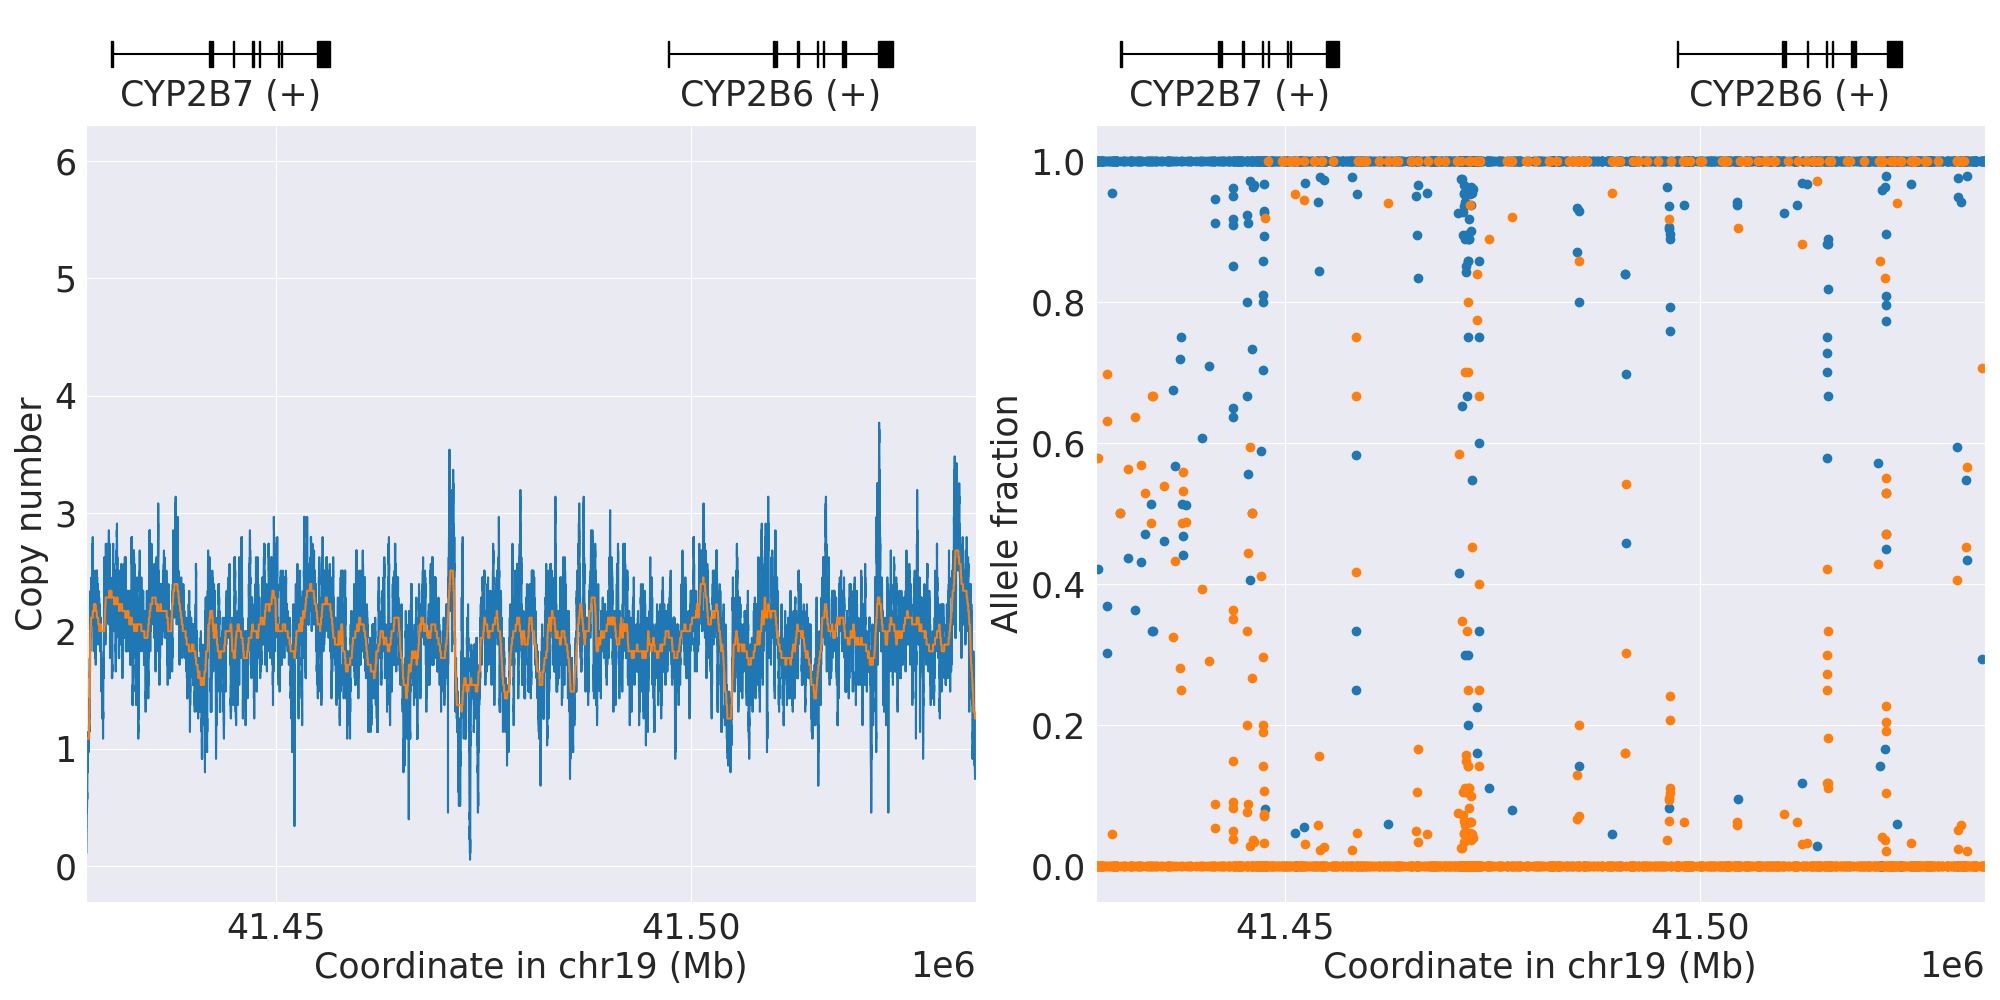 CYP2B7 (+)
CYP2B6 (+)
6
5
4
3
2
1
0
Copy number
41.45
41.50
Coordinate in chr19 (Mb)
1e6
CYP2B7 (+)
CYP2B6 (+)
1.0
0.8
0.6
0.4
0.2
0.0
Allele fraction
41.45
41.50
Coordinate in chr19 (Mb)
1e6